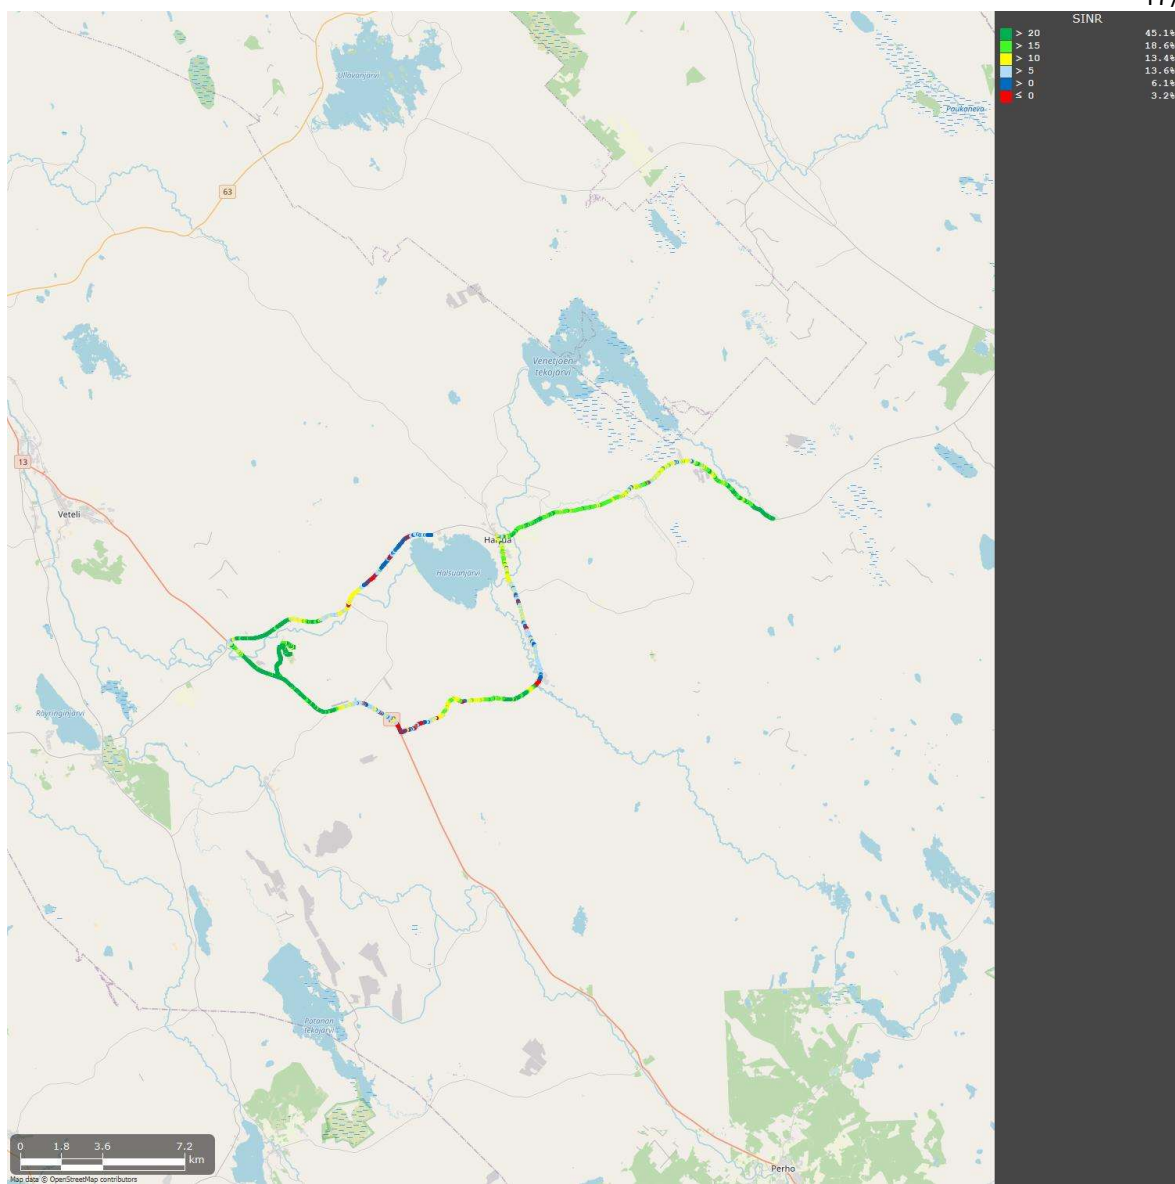 SINR
> 20 45.1%
> 15 18.6%
> 10 13.4%
> 5 13.6%
> 0 6.1%
≤ 0 3.2%
Ullavanjärvi
Paukaneva
63
Venetjoen
tekojärvi
13
Veteli
Halsuanjärvi
Röyringinjärvi
Patanan
tekojärvi
Perho
0 1.8 3.6 7.2
km
Map data © OpenStreetMap contributors